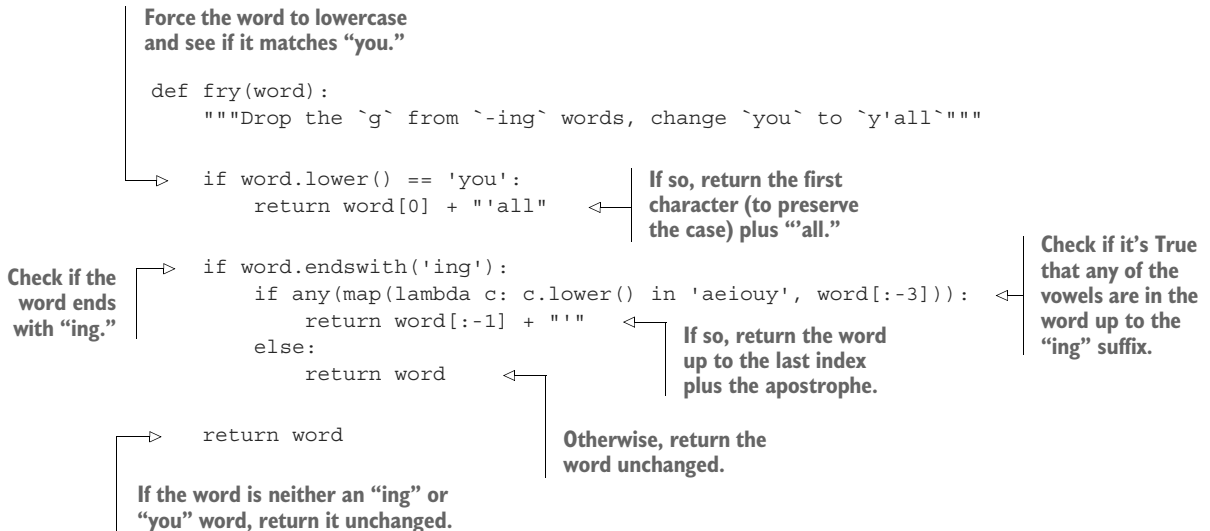 Force the word to lowercase
and see if it matches “you.”
def fry(word):
    """Drop the `g` from `-ing` words, change `you` to `y'all`"""
    if word.lower() == 'you':
        return word[0] + "'all"
If so, return the first
character (to preserve
the case) plus “’all.”
Check if the
word ends
with “ing.”
    if word.endswith('ing'):
        if any(map(lambda c: c.lower() in 'aeiouy', word[:-3])):
            return word[:-1] + "'"
        else:
            return word
Check if it’s True
that any of the
vowels are in the
word up to the
“ing” suffix.
If so, return the word
up to the last index
plus the apostrophe.
    return word
Otherwise, return the
word unchanged.
If the word is neither an “ing” or
“you” word, return it unchanged.